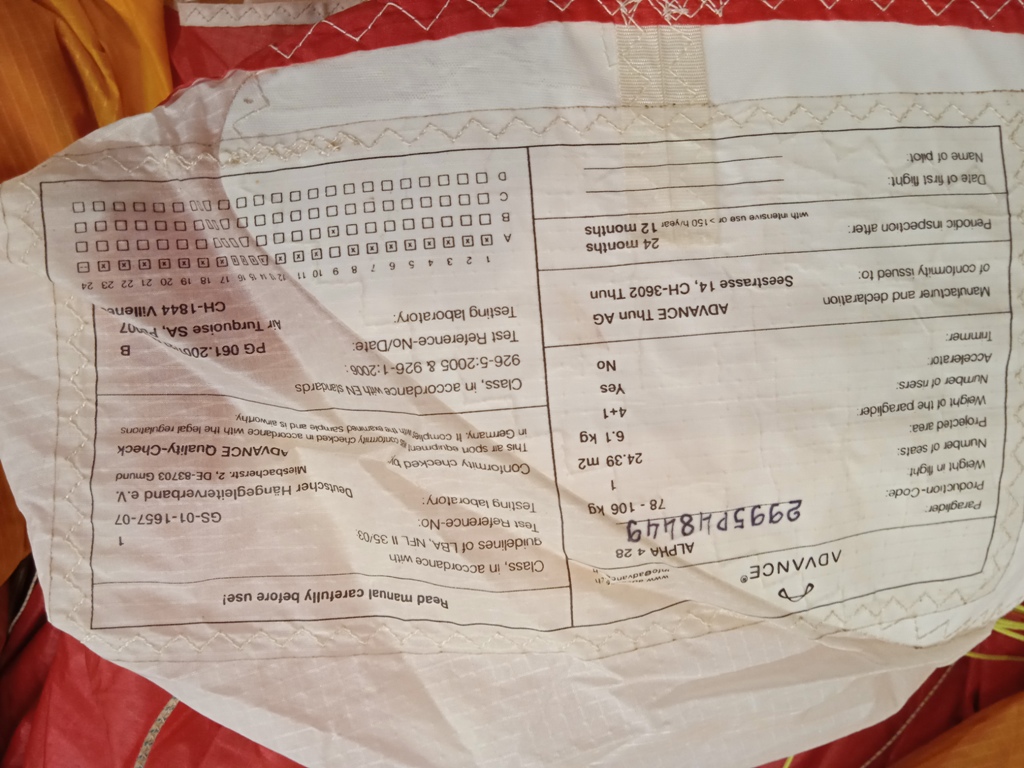 ADVANCE®
Paraglider: ALPHA 4 28
Production-Code: 2995P48449
Weight in flight: 78 - 106 kg
Number of seats: 1
Projected area: 24.39 m2
Weight of the paraglider: 6.1 kg
Number of risers: 4+1
Accelerator: Yes
Trimmer: No
Manufacturer and declaration ADVANCE Thun AG
of conformity issued to: Seestrasse 14, CH-3602 Thun
Periodic inspection after: 24 months
with intensive use or > 150 h/year 12 months
Date of first flight:
Name of pilot:
Read manual carefully before use!
Class, in accordance with
guidelines of LBA, NFL II 35/03 1
Test Reference-No: GS-01-1657-07
Testing laboratory: Deutscher Hängegleiterverband e.V.
Miesbacherstr. 2, DE-83703 Gmund
Conformity checked by ADVANCE Quality-Check
This air sport equipment conformity checked in accordance with the legal regulations
in Germany. It complies with the examined sample and is airworthy.
Class, in accordance with EN standards
926-5:2005 & 926-1:2006: B
Test Reference-No/Date: PG 061.200
Testing laboratory: Air Turquoise SA,
CH-1844 Villene
1 2 3 4 5 6 7 8 9 10 11 12 13 14 15 16 17 18 19 20 21 22 23 24
A
B
C
D